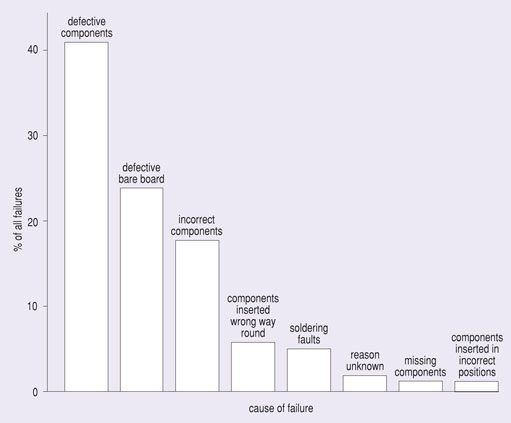 defective
components
40
30
20
10
0
% of all failures
defective
bare board
incorrect
components
components
inserted
wrong way
round
soldering
faults
reason
unknown
missing
components
components
inserted in
incorrect
positions
cause of failure